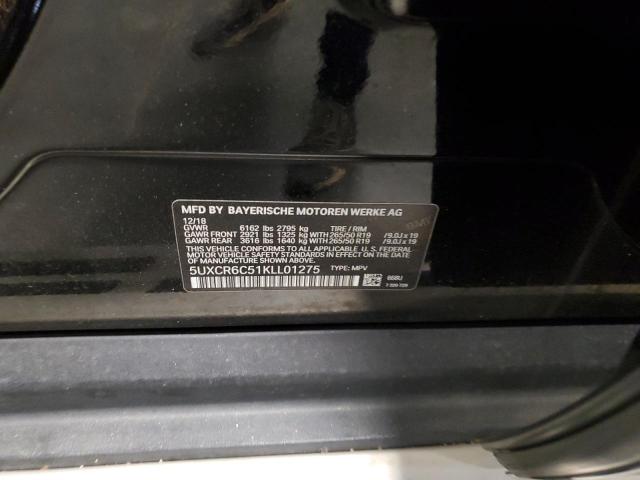 MFD BY BAYERISCHE MOTOREN WERKE AG
12/18
GVWR 6162 lbs 2795 kg TIRE / RIM
GAWR FRONT 2921 lbs 1325 kg WITH 265/50 R19 /9.0J x 19
GAWR REAR 3616 lbs 1640 kg WITH 265/50 R19 /9.0J x 19
THIS VEHICLE CONFORMS TO ALL APPLICABLE U.S. FEDERAL
MOTOR VEHICLE SAFETY STANDARDS IN EFFECT ON THE
DATE OF MANUFACTURE SHOWN ABOVE.
5UXCR6C51KLL01275 TYPE: MPV